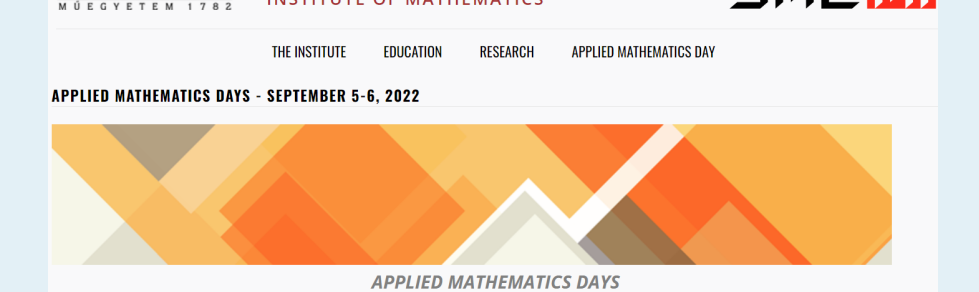 MŰEGYETEM 1782
INSTITUTE OF MATHEMATICS
THE INSTITUTE EDUCATION RESEARCH APPLIED MATHEMATICS DAY
APPLIED MATHEMATICS DAYS - SEPTEMBER 5-6, 2022
APPLIED MATHEMATICS DAYS